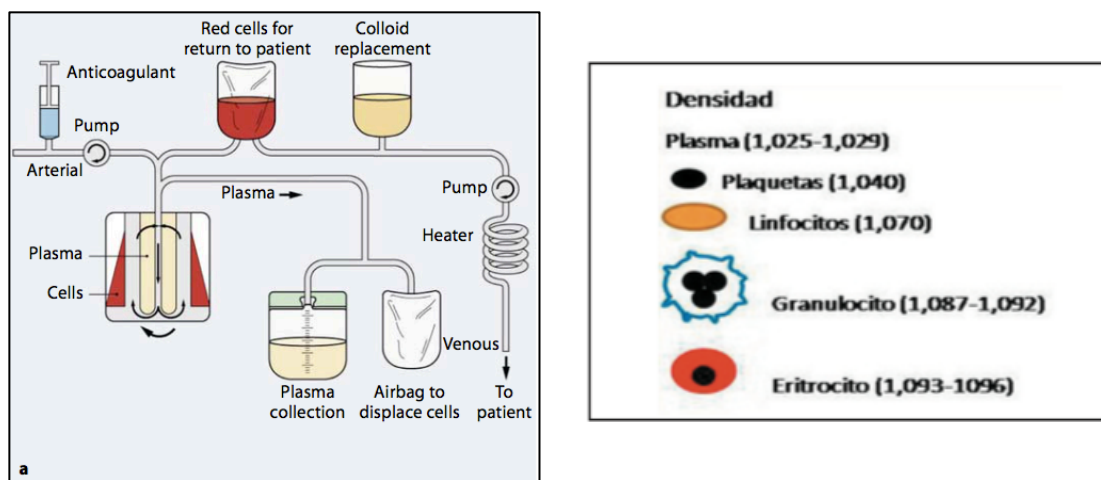 Red cells for
return to patient
Colloid
replacement
Anticoagulant
Pump
Arterial
Plasma
Pump
Heater
Plasma
Cells
Venous
Plasma
collection
Airbag to
displace cells
To
patient
a
Densidad
Plasma (1,025-1,029)
Plaquetas (1,040)
Linfocitos (1,070)
Granulocito (1,087-1,092)
Eritrocito (1,093-1096)